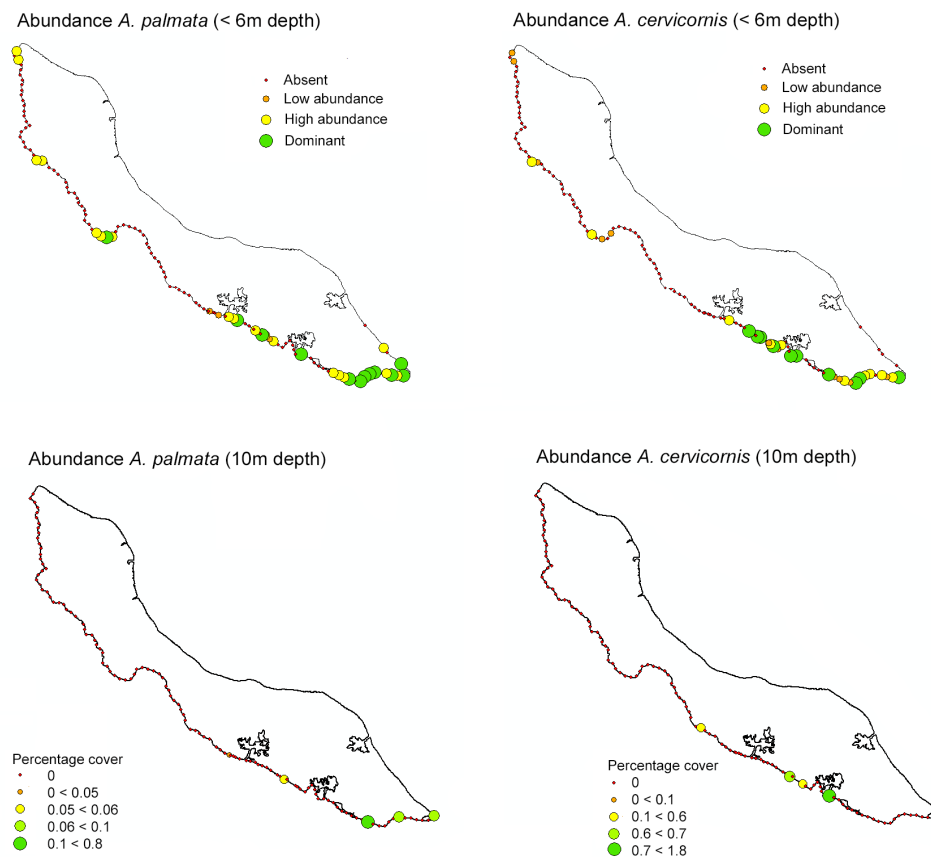 Abundance A. palmata (< 6m depth)
Absent
Low abundance
High abundance
Dominant
Abundance A. cervicornis (< 6m depth)
Absent
Low abundance
High abundance
Dominant
Abundance A. palmata (10m depth)
Percentage cover
0
0 < 0.05
0.05 < 0.06
0.06 < 0.1
0.1 < 0.8
Abundance A. cervicornis (10m depth)
Percentage cover
0
0 < 0.1
0.1 < 0.6
0.6 < 0.7
0.7 < 1.8